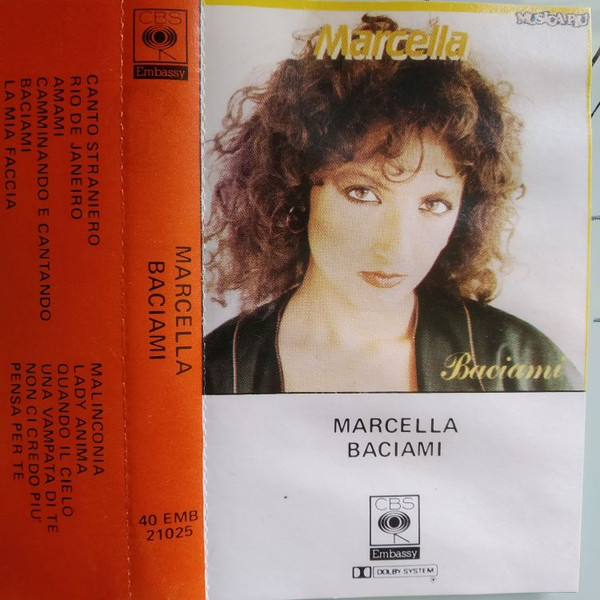 CBS
Embassy
CANTO STRANIERO
RIO DE JANEIRO
AMAMI
CAMMINANDO E CANTANDO
BACIAMI
LA MIA FACCIA
MALINCONIA
LADY ANIMA
QUANDO IL CIELO
UNA VAMPATA DI TE
NON CI CREDO PIU'
PENSA PER TE
MARCELLA
BACIAMI
40 EMB
21025
MUSICA PIÙ
Marcella
Baciami
MARCELLA
BACIAMI
CBS
Embassy
DOLBY SYSTEM